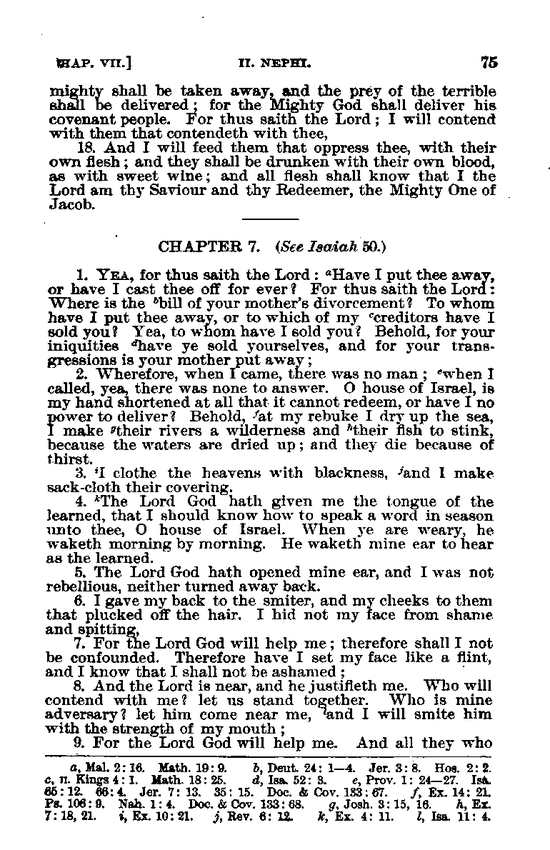 CHAP. VII.] II. NEPHI. 75
mighty shall be taken away, and the prey of the terrible
shall be delivered; for the Mighty God shall deliver his
covenant people. For thus saith the Lord; I will contend
with them that contendeth with thee,
18. And I will feed them that oppress thee, with their
own flesh; and they shall be drunken with their own blood,
as with sweet wine; and all flesh shall know that I the
Lord am thy Saviour and thy Redeemer, the Mighty One of
Jacob.
CHAPTER 7. (See Isaiah 50.)
1. YEA, for thus saith the Lord: aHave I put thee away,
or have I cast thee off for ever? For thus saith the Lord:
Where is the bbill of your mother's divorcement? To whom
have I put thee away, or to which of my ccreditors have I
sold you? Yea, to whom have I sold you? Behold, for your
iniquities dhave ye sold yourselves, and for your trans-
gressions is your mother put away;
2. Wherefore, when I came, there was no man; ewhen I
called, yea, there was none to answer. O house of Israel, is
my hand shortened at all that it cannot redeem, or have I no
power to deliver? Behold, fat my rebuke I dry up the sea,
I make gtheir rivers a wilderness and htheir fish to stink,
because the waters are dried up; and they die because of
thirst.
3. iI clothe the heavens with blackness, jand I make
sack-cloth their covering.
4. kThe Lord God hath given me the tongue of the
learned, that I should know how to speak a word in season
unto thee, O house of Israel. When ye are weary, he
waketh morning by morning. He waketh mine ear to hear
as the learned.
5. The Lord God hath opened mine ear, and I was not
rebellious, neither turned away back.
6. I gave my back to the smiter, and my cheeks to them
that plucked off the hair. I hid not my face from shame
and spitting,
7. For the Lord God will help me; therefore shall I not
be confounded. Therefore have I set my face like a flint,
and I know that I shall not be ashamed;
8. And the Lord is near, and he justifieth me. Who will
contend with me? let us stand together. Who is mine
adversary? let him come near me, land I will smite him
with the strength of my mouth;
9. For the Lord God will help me. And all they who
a, Mal. 2: 16. Math. 19: 9. b, Deut. 24: 1—4. Jer. 3: 8. Hos. 2: 2.
c, II. Kings 4: 1. Math. 18: 25. d, Isa. 52: 3. e, Prov. 1: 24—27. Isa.
65: 12. 66: 4. Jer. 7: 13. 35: 15. Doc. & Cov. 133: 67. f, Ex. 14: 21.
Ps. 106: 9. Nah. 1: 4. Doc. & Cov. 133: 68. g, Josh. 3: 15, 16. h, Ex.
7: 18, 21. i, Ex. 10: 21. j, Rev. 6: 12. k, Ex. 4: 11. l, Isa. 11: 4.